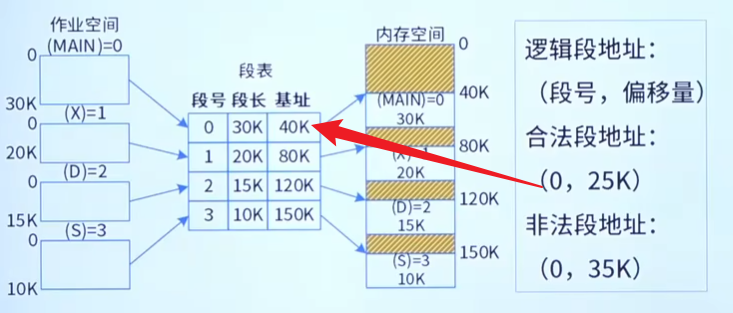 作业空间
(MAIN)=0
0
30K
(X)=1
0
20K
(D)=2
0
15K
(S)=3
0
10K
段表
段号 段长 基址
0 30K 40K
1 20K 80K
2 15K 120K
3 10K 150K
内存空间
0
40K
(MAIN)=0
30K
80K
(X)=1
20K
120K
(D)=2
15K
150K
(S)=3
10K
逻辑段地址：
（段号，偏移量）
合法段地址：
（0，25K）
非法段地址：
（0，35K）